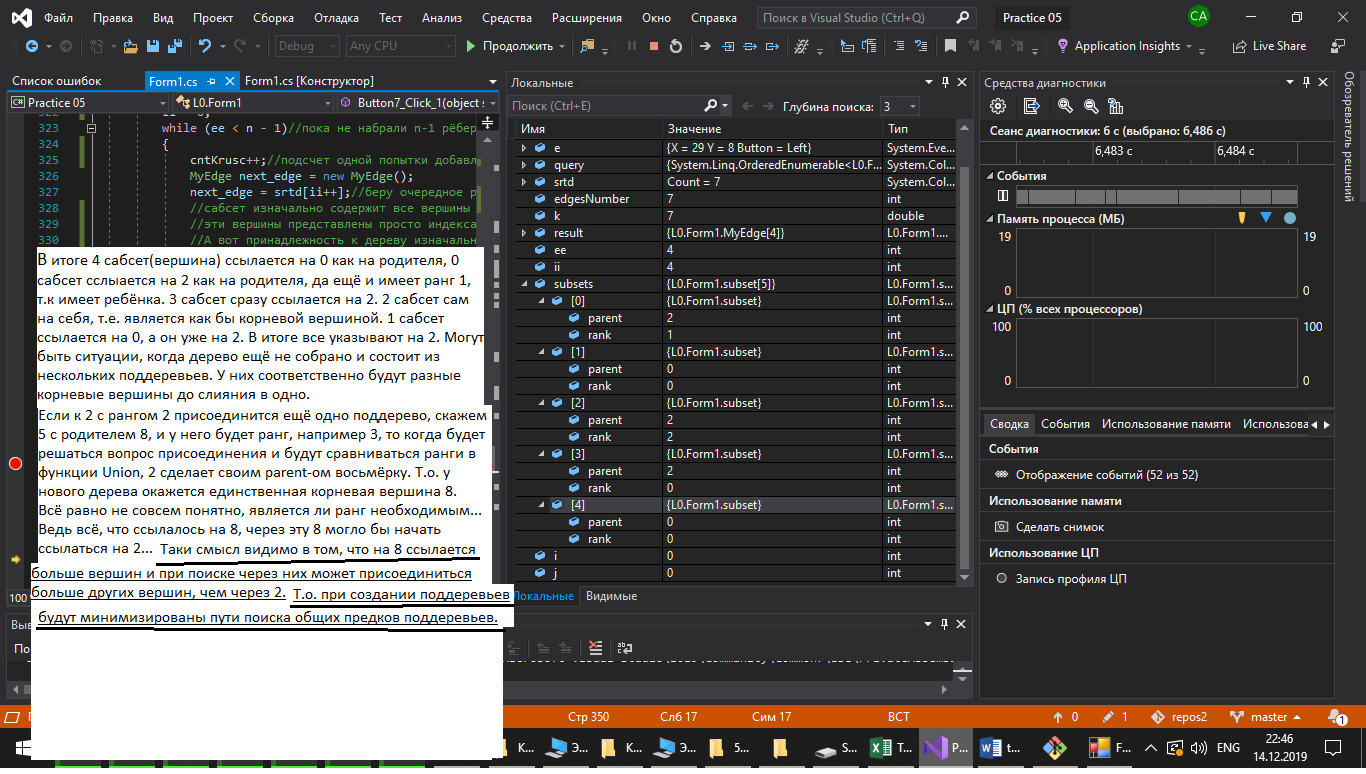 Файл Правка Вид Проект Сборка Отладка Тест Анализ Средства Расширения Окно Справка Поиск в Visual Studio (Ctrl+Q) Practice 05 CA
Debug Any CPU Продолжить Application Insights Live Share
Список ошибок Form1.cs Form1.cs [Конструктор]
Practice 05 L0.Form1 Button7_Click_1(object s
323 while (ee < n - 1)//пока не набрали n-1 рёбер
324 {
325 cntKrusc++;//подсчет одной попытки добавл
326 MyEdge next_edge = new MyEdge();
327 next_edge = srtd[ii++];//беру очередное р
328 //сабсет изначально содержит все вершины
329 //эти вершины представлены просто индекса
330 //А вот принадлежность к дереву изначальн
В итоге 4 сабсет(вершина) ссылается на 0 как на родителя, 0
сабсет сслыается на 2 как на родителя, да ещё и имеет ранг 1,
т.к имеет ребёнка. 3 сабсет сразу ссылается на 2. 2 сабсет сам
на себя, т.е. является как бы корневой вершиной. 1 сабсет
ссылается на 0, а он уже на 2. В итоге все указывают на 2. Могут
быть ситуации, когда дерево ещё не собрано и состоит из
нескольких поддеревьев. У них соответственно будут разные
корневые вершины до слияния в одно.
Если к 2 с рангом 2 присоединится ещё одно поддерево, скажем
5 с родителем 8, и у него будет ранг, например 3, то когда будет
решаться вопрос присоединения и будут сравниваться ранги в
функции Union, 2 сделает своим parent-ом восьмёрку. Т.о. у
нового дерева окажется единственная корневая вершина 8.
Всё равно не совсем понятно, является ли ранг необходимым...
Ведь всё, что ссылалось на 8, через эту 8 могло бы начать
ссылаться на 2... Таки смысл видимо в том, что на 8 ссылается
больше вершин и при поиске через них может присоединиться
больше других вершин, чем через 2. Т.о. при создании поддеревьев
будут минимизированы пути поиска общих предков поддеревьев.
100
Выв
По
Локальные
Поиск (Ctrl+E) Глубина поиска: 3
Имя Значение Тип
e {X = 29 Y = 8 Button = Left} System.Eve...
query {System.Linq.OrderedEnumerable<L0.F... System.Col...
srtd Count = 7 System.Col...
edgesNumber 7 int
k 7 double
result {L0.Form1.MyEdge[4]} L0.Form1....
ee 4 int
ii 4 int
subsets {L0.Form1.subset[5]} L0.Form1.s...
[0] {L0.Form1.subset} L0.Form1.s...
parent 2 int
rank 1 int
[1] {L0.Form1.subset} L0.Form1.s...
parent 0 int
rank 0 int
[2] {L0.Form1.subset} L0.Form1.s...
parent 2 int
rank 2 int
[3] {L0.Form1.subset} L0.Form1.s...
parent 2 int
rank 0 int
[4] {L0.Form1.subset} L0.Form1.s...
parent 0 int
rank 0 int
i 0 int
j 0 int
Локальные Видимые
Средства диагностики
Сеанс диагностики: 6 с (выбрано: 6,486 с)
6,483 с 6,484 с
События
Память процесса (МБ)
19 19
0 0
ЦП (% всех процессоров)
100 100
0 0
Сводка События Использование памяти Использова
События
Отображение событий (52 из 52)
Использование памяти
Сделать снимок
Использование ЦП
Запись профиля ЦП
Обозреватель решений
Стр 350 Слб 17 Сим 17 ВСТ 0 1 repos2 master 1
К... Э... К... Э... 5... S... T... P... t... F... ENG 22:46
14.12.2019